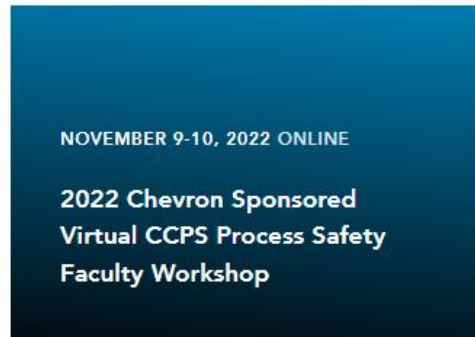 NOVEMBER 9-10, 2022 ONLINE
2022 Chevron Sponsored
Virtual CCPS Process Safety
Faculty Workshop